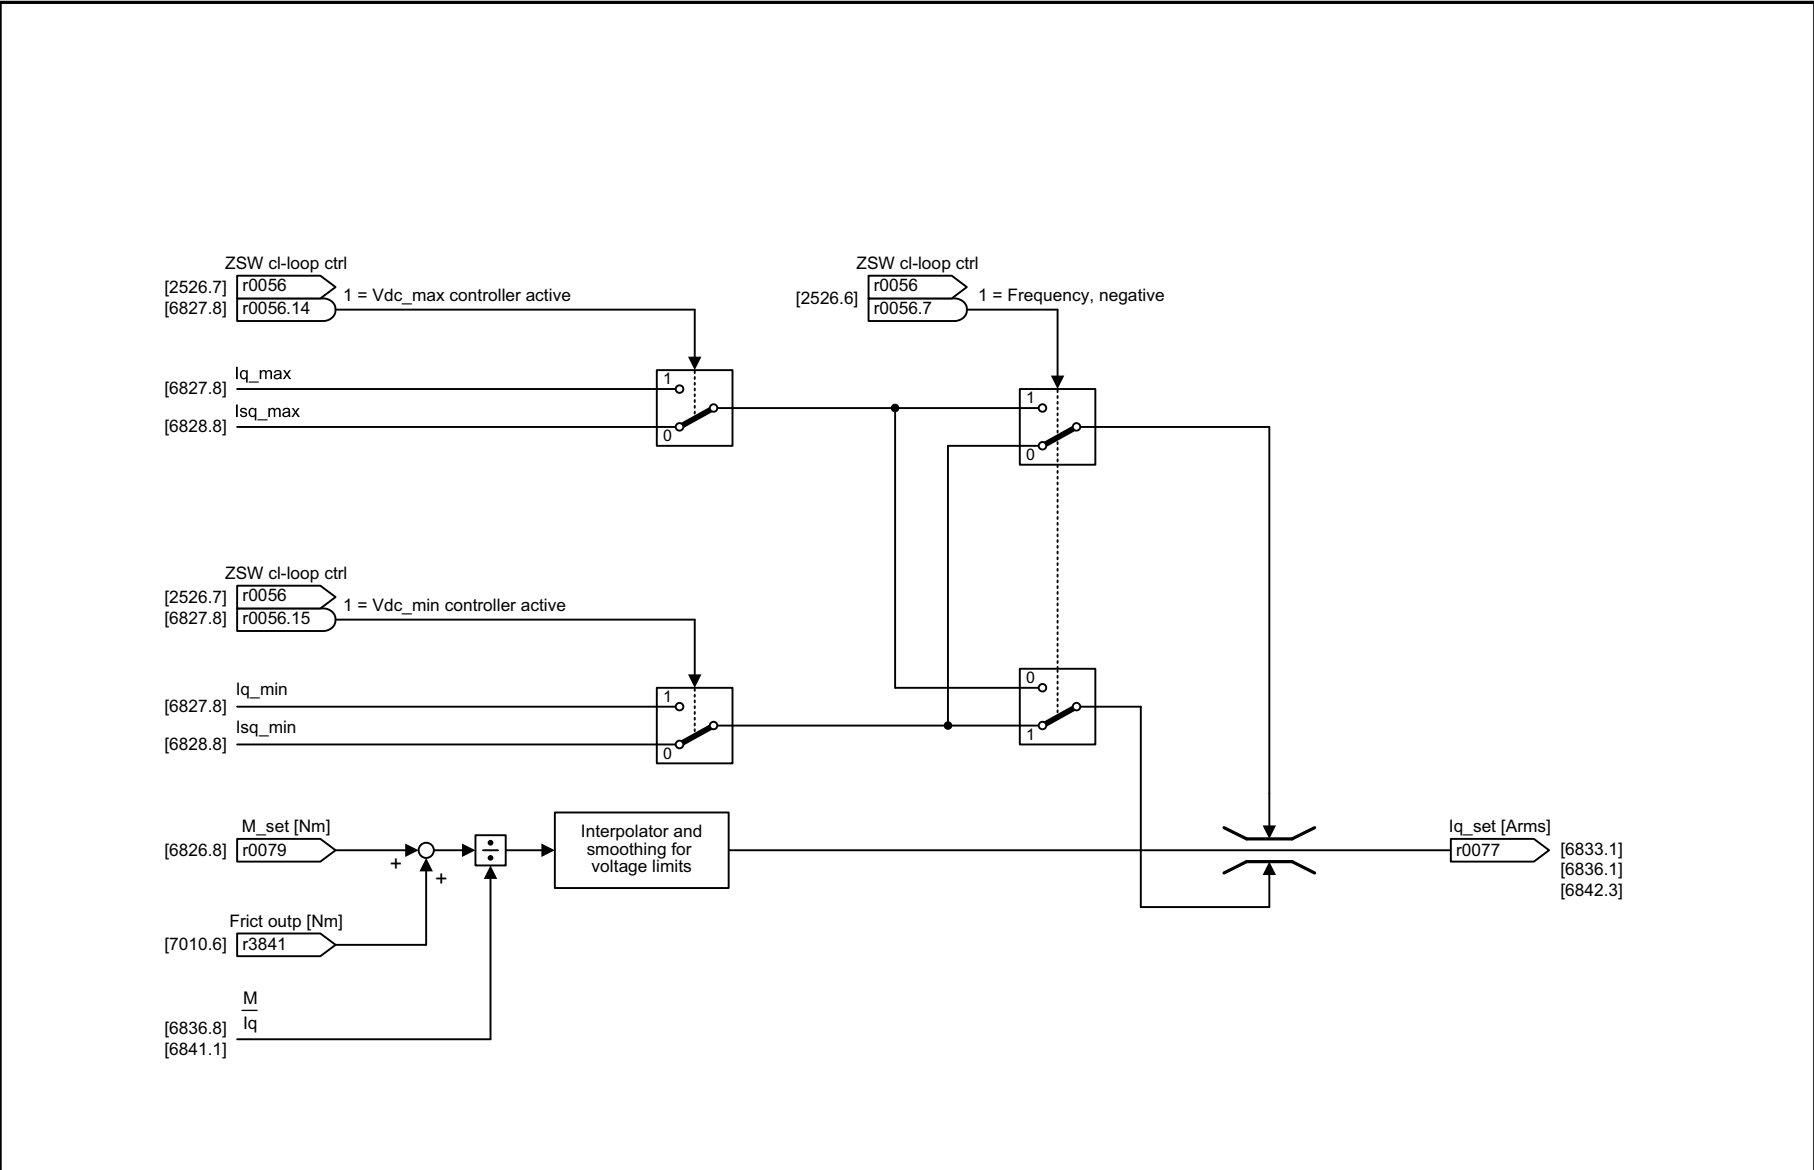 ZSW cl-loop ctrl
[2526.7] r0056
[6827.8] r0056.14
1 = Vdc_max controller active
ZSW cl-loop ctrl
[2526.6]
r0056
r0056.7
1 = Frequency, negative
Iq_max
[6827.8]
1
Isq_max
[6828.8]
0
1
0
ZSW cl-loop ctrl
[2526.7] r0056
[6827.8] r0056.15
1 = Vdc_min controller active
Iq_min
[6827.8]
1
Isq_min
[6828.8]
0
0
1
M_set [Nm]
[6826.8] r0079
+
+
÷
Interpolator and
smoothing for
voltage limits
Iq_set [Arms]
r0077 [6833.1]
[6836.1]
[6842.3]
Frict outp [Nm]
[7010.6] r3841
M
Iq
[6836.8]
[6841.1]